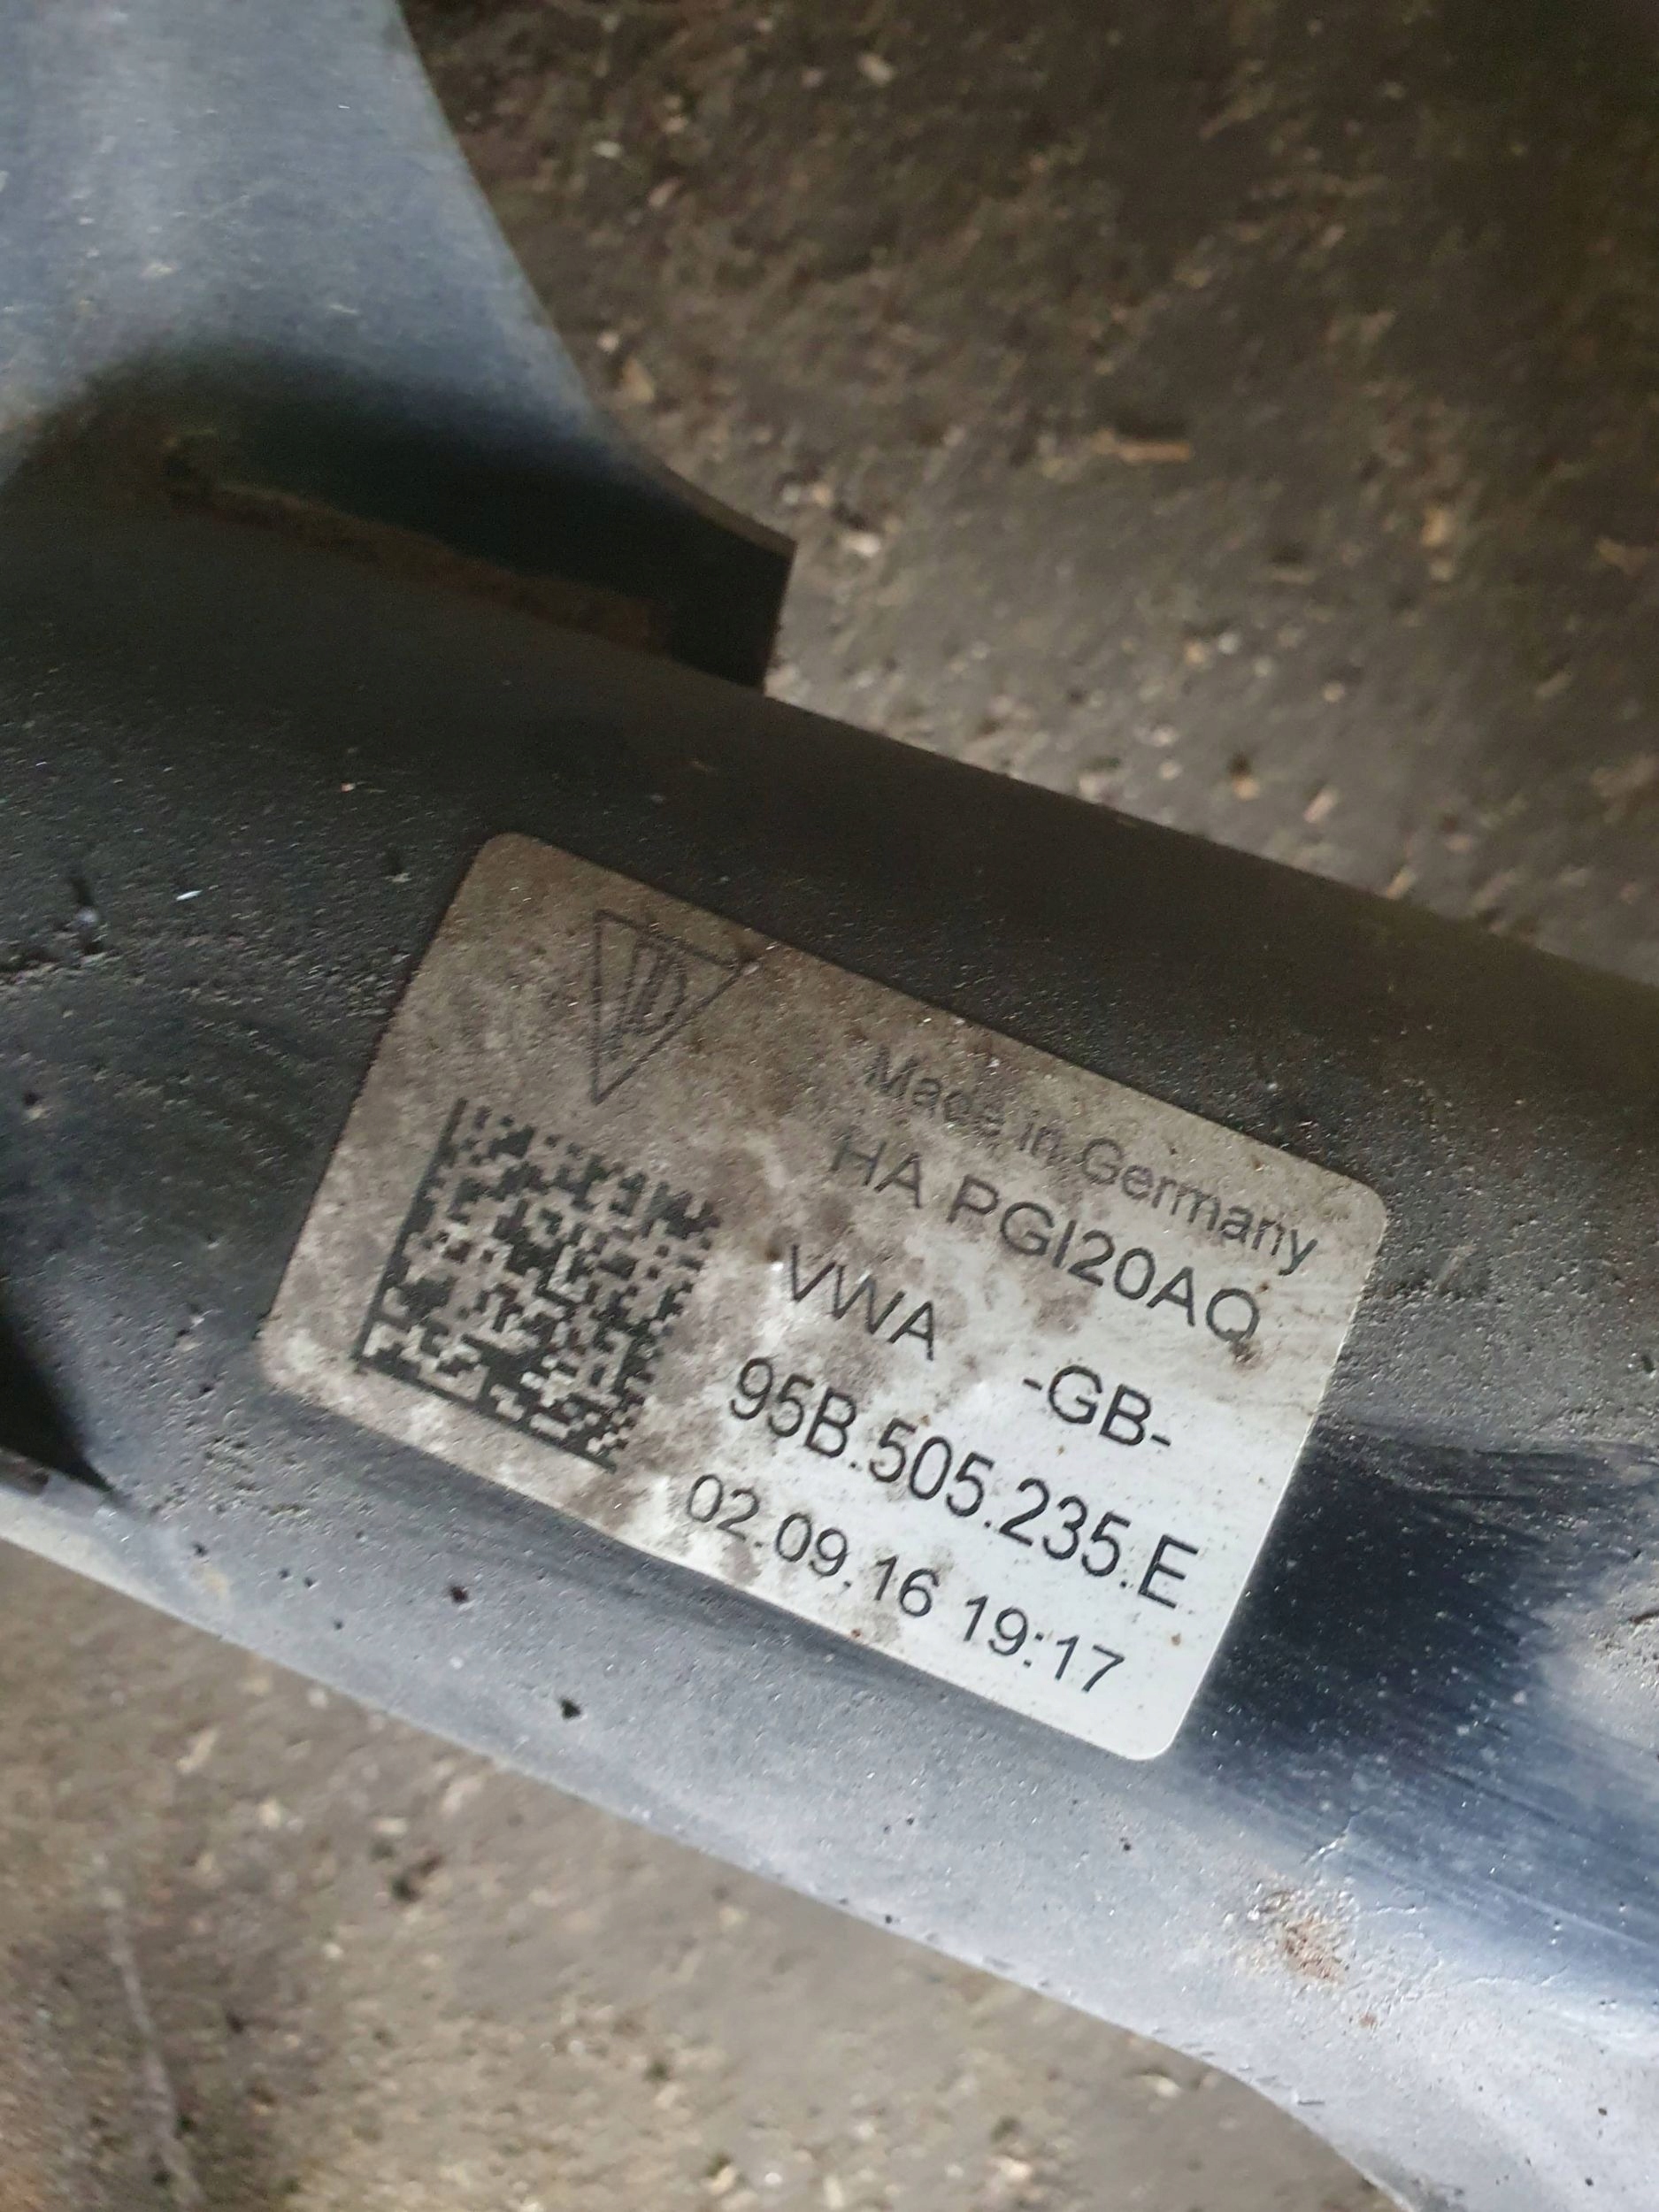 Made in Germany
HA PGI20AQ
VWA -GB-
95B.505.235.E
02.09.16 19:17